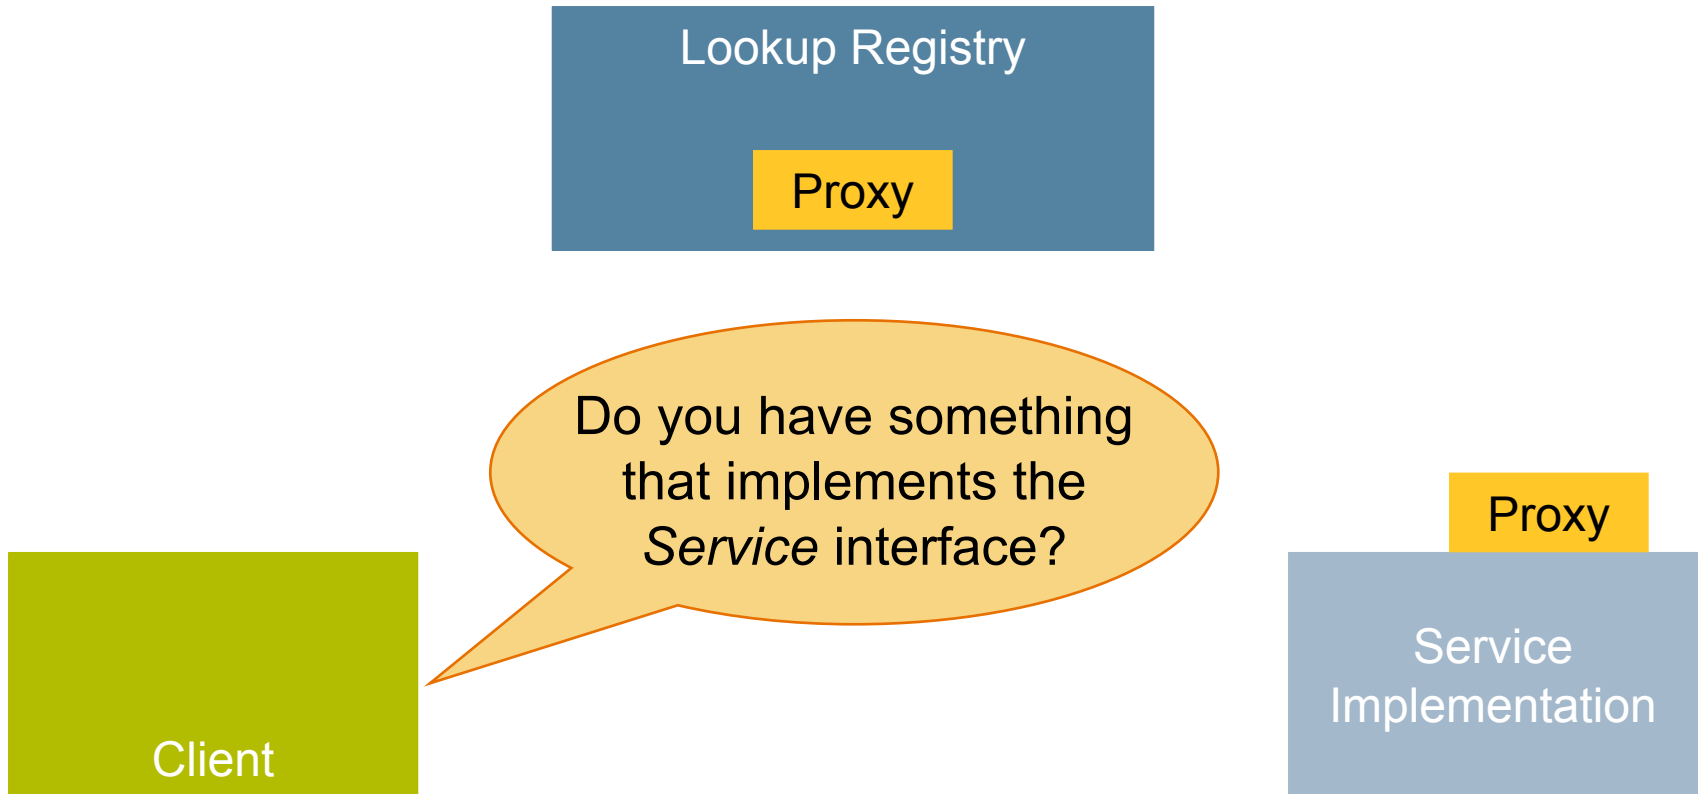 Lookup Registry
Proxy
Do you have something
that implements the
Service interface?
Proxy
Service
Implementation
Client